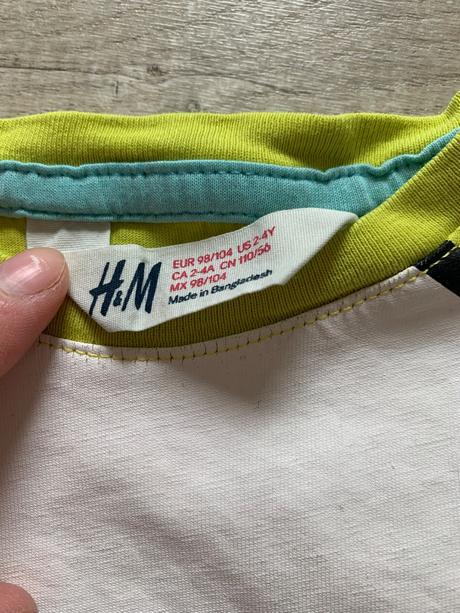 H&M
EUR 98/104 US 2-4Y
CA 2-4A CN 110/56
MX 98/104
Made in Bangladesh